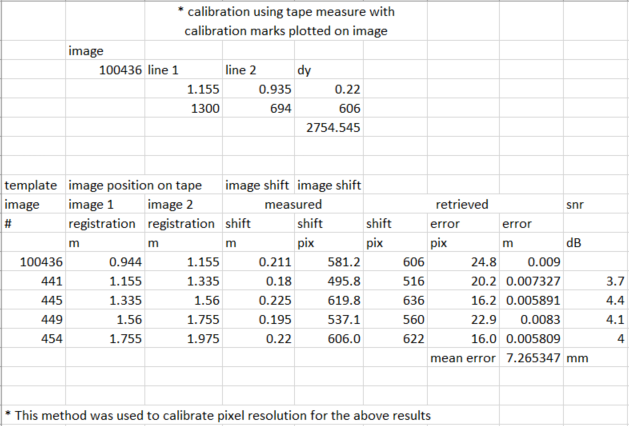 * calibration using tape measure with
calibration marks plotted on image
image
100436 line 1 line 2 dy
1.155 0.935 0.22
1300 694 606
2754.545
template image position on tape image shift image shift
image image 1 image 2 measured retrieved snr
# registration registration shift shift shift error error
m m m pix pix pix m dB
100436 0.944 1.155 0.211 581.2 606 24.8 0.009
441 1.155 1.335 0.18 495.8 516 20.2 0.007327 3.7
445 1.335 1.56 0.225 619.8 636 16.2 0.005891 4.4
449 1.56 1.755 0.195 537.1 560 22.9 0.0083 4.1
454 1.755 1.975 0.22 606.0 622 16.0 0.005809 4
mean error 7.265347 mm
* This method was used to calibrate pixel resolution for the above results